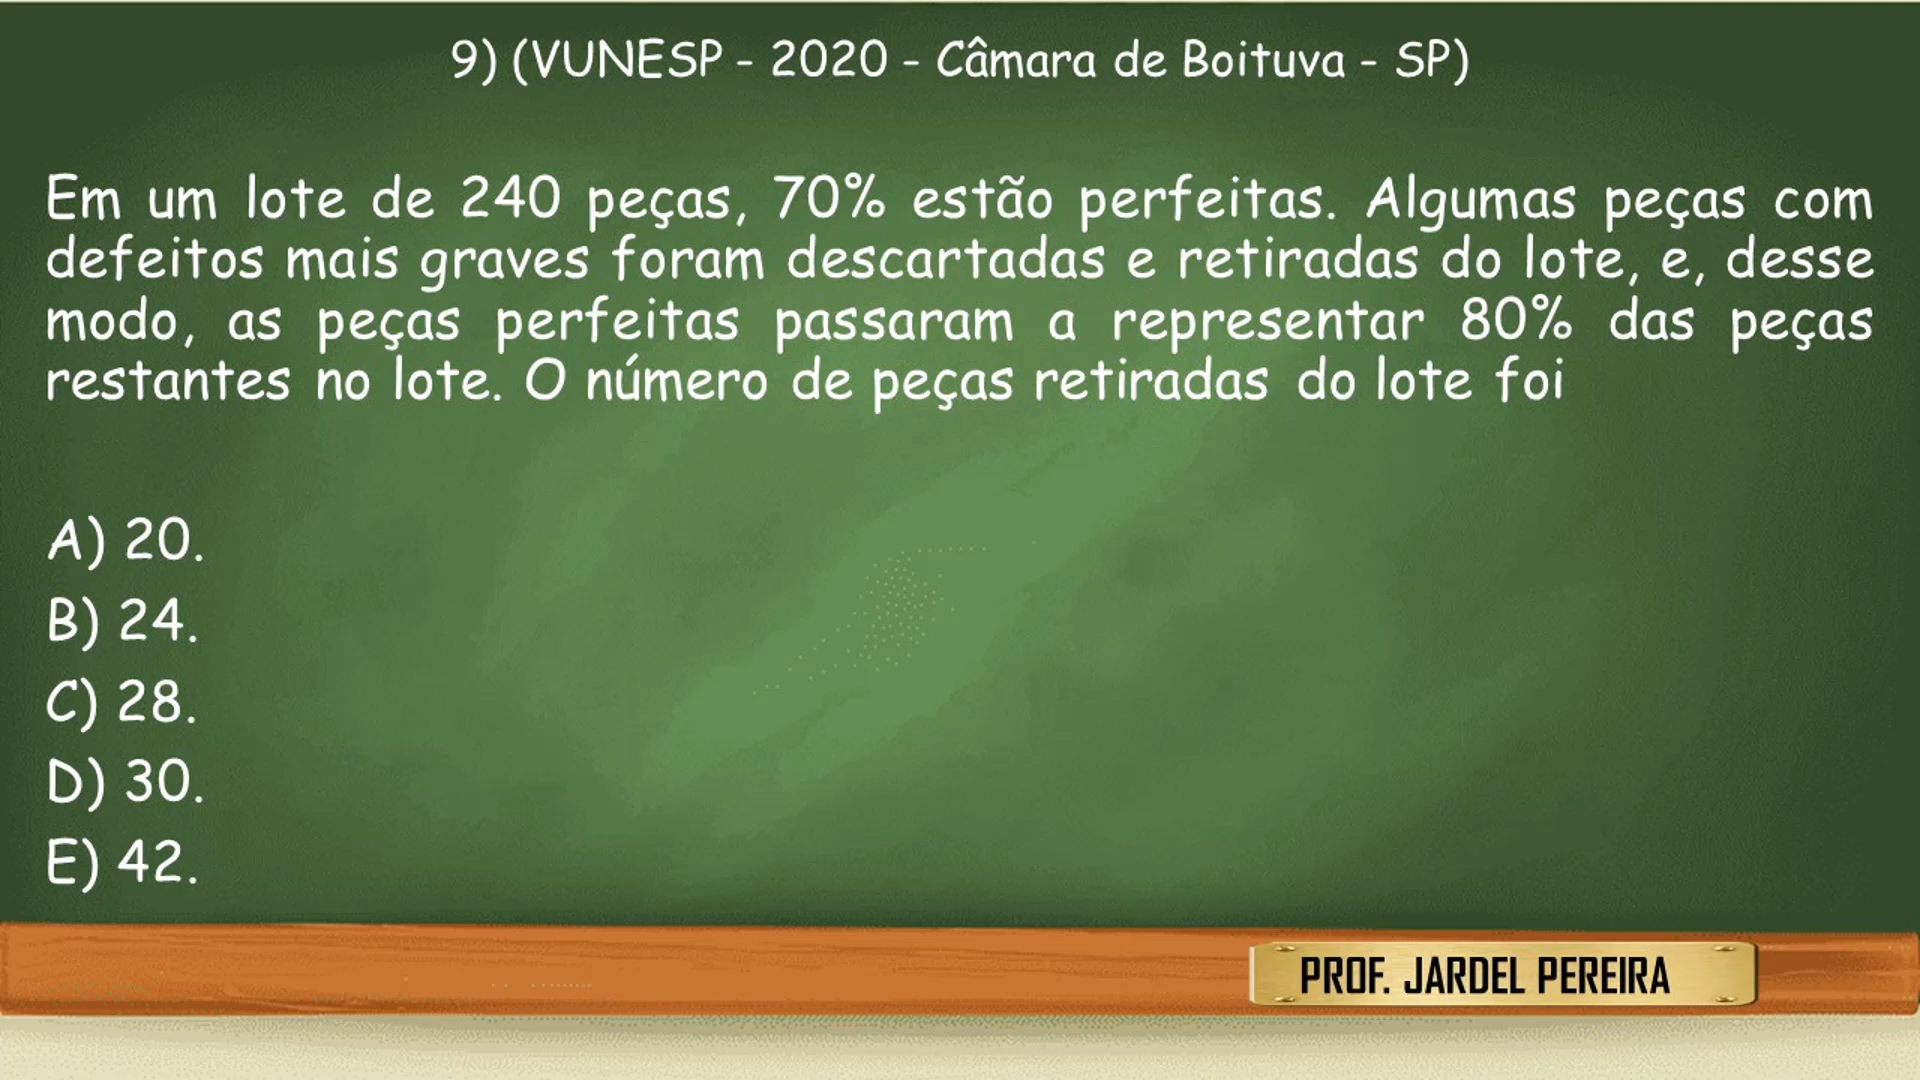 9) (VUNESP - 2020 - Câmara de Boituva - SP)
Em um lote de 240 peças, 70% estão perfeitas. Algumas peças com
defeitos mais graves foram descartadas e retiradas do lote, e, desse
modo, as peças perfeitas passaram a representar 80% das peças
restantes no lote. O número de peças retiradas do lote foi
A) 20.
B) 24.
C) 28.
D) 30.
E) 42.
PROF. JARDEL PEREIRA